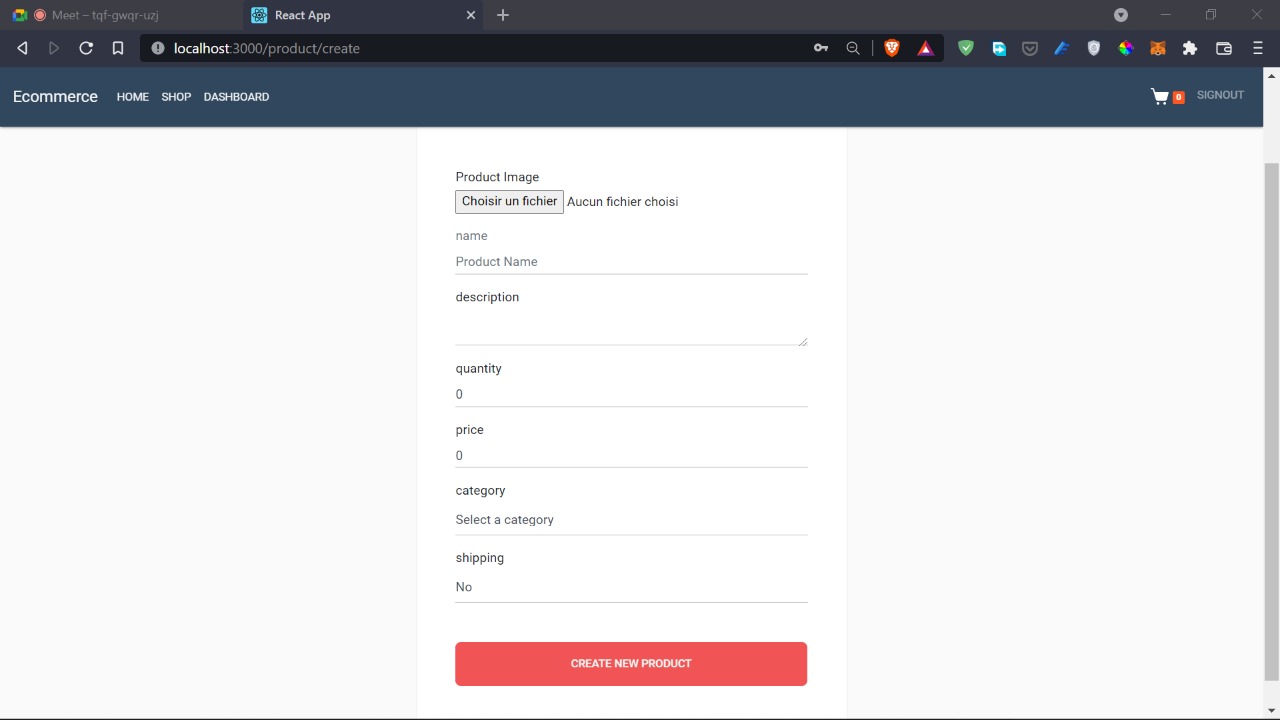 Meet – tqf-gwqr-uzj
React App
localhost:3000/product/create
Ecommerce HOME SHOP DASHBOARD
0 SIGNOUT
Product Image
Choisir un fichier Aucun fichier choisi
name
Product Name
description
quantity
0
price
0
category
Select a category
shipping
No
CREATE NEW PRODUCT